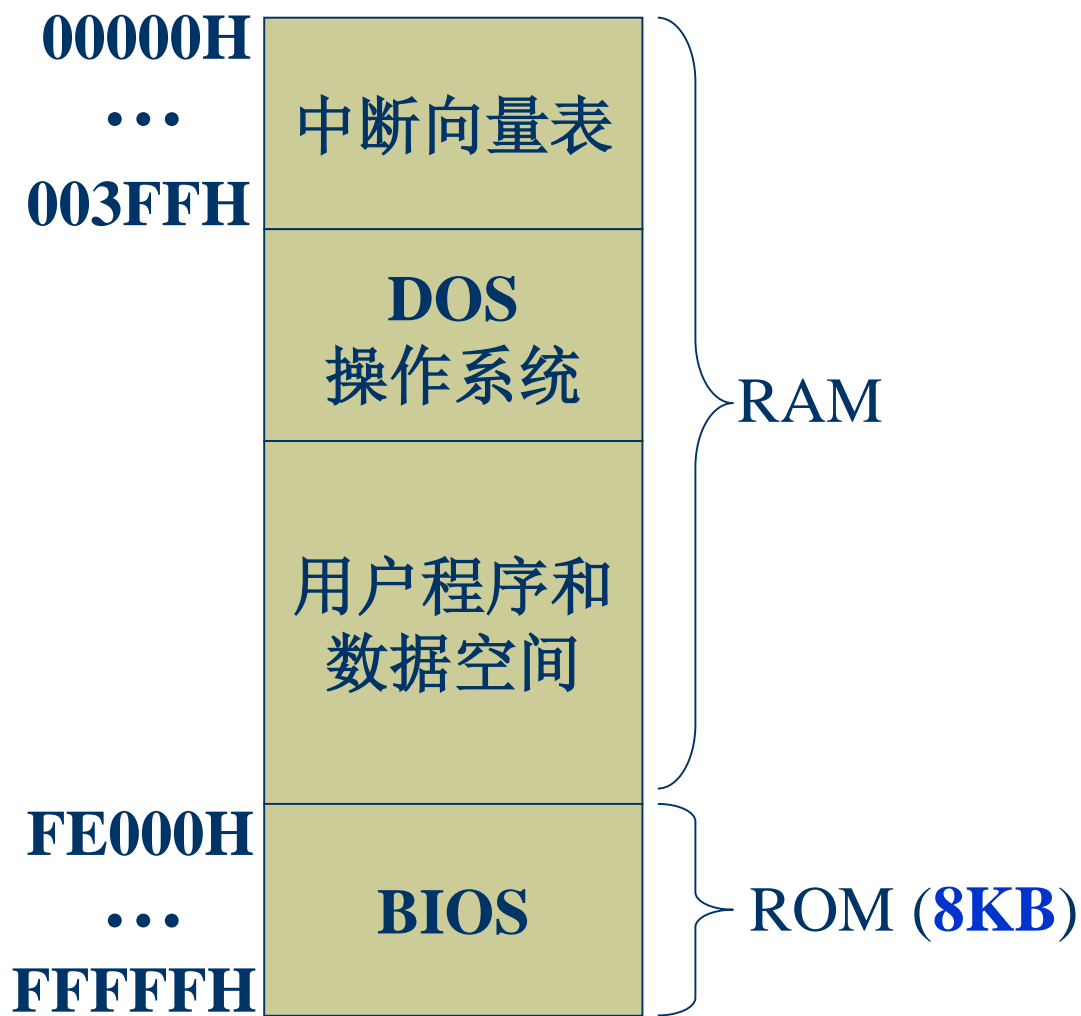 00000H
…
003FFH
中断向量表
DOS
操作系统
用户程序和
数据空间
RAM
FE000H
…
FFFFFH
BIOS
ROM (8KB)